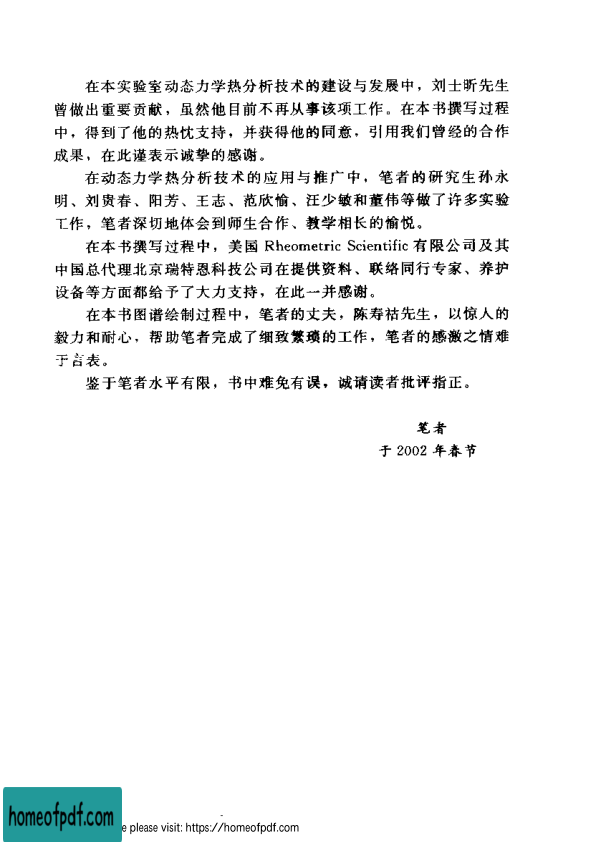 在本实验室动态力学热分析技术的建设与发展中，刘士昕先生
曾做出重要贡献，虽然他目前不再从事该项工作。在本书撰写过程
中，得到了他的热忱支持，并获得他的同意，引用我们曾经的合作
成果，在此谨表示诚挚的感谢。
在动态力学热分析技术的应用与推广中，笔者的研究生孙永
明、刘贵春、阳芳、王志、范欣愉、汪少敏和董伟等做了许多实验
工作，笔者深切地体会到师生合作、教学相长的愉悦。
在本书撰写过程中，美国 Rheometric Scientific 有限公司及其
中国总代理北京瑞特恩科技公司在提供资料、联络同行专家、养护
设备等方面都给予了大力支持，在此一并感谢。
在本书图谱绘制过程中，笔者的丈夫，陈寿祜先生，以惊人的
毅力和耐心，帮助笔者完成了细致繁琐的工作，笔者的感激之情难
于言表。
鉴于笔者水平有限，书中难免有误，诚请读者批评指正。
笔者
于 2002 年春节
homeofpdf.com
e please visit: https://homeofpdf.com